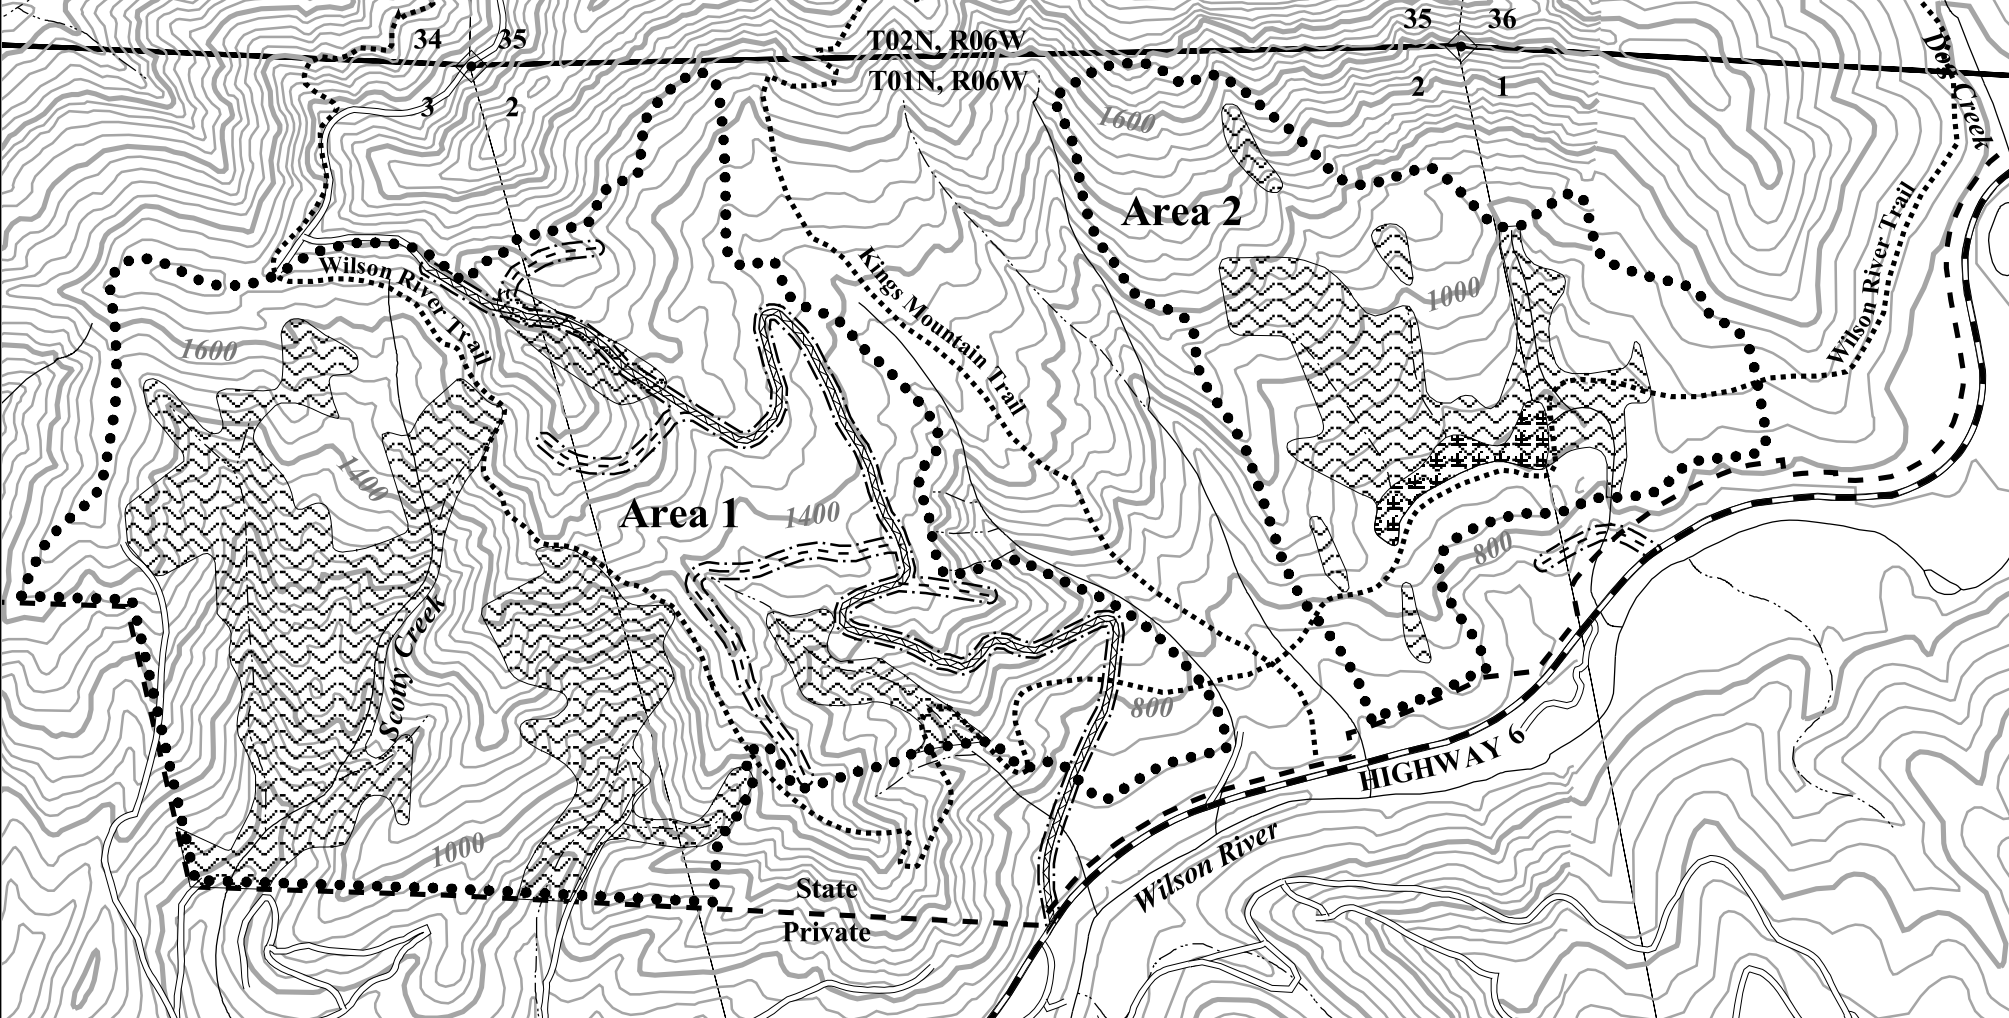 34
35
T02N, R06W
35
36
T01N, R06W
3
2
2
1
Dog Creek
1600
Area 2
Wilson River Trail
Wilson River Trail
Kings Mountain Trail
1000
1600
1400
Area 1
1400
800
Scotty Creek
800
HIGHWAY 6
1000
Wilson River
State
Private